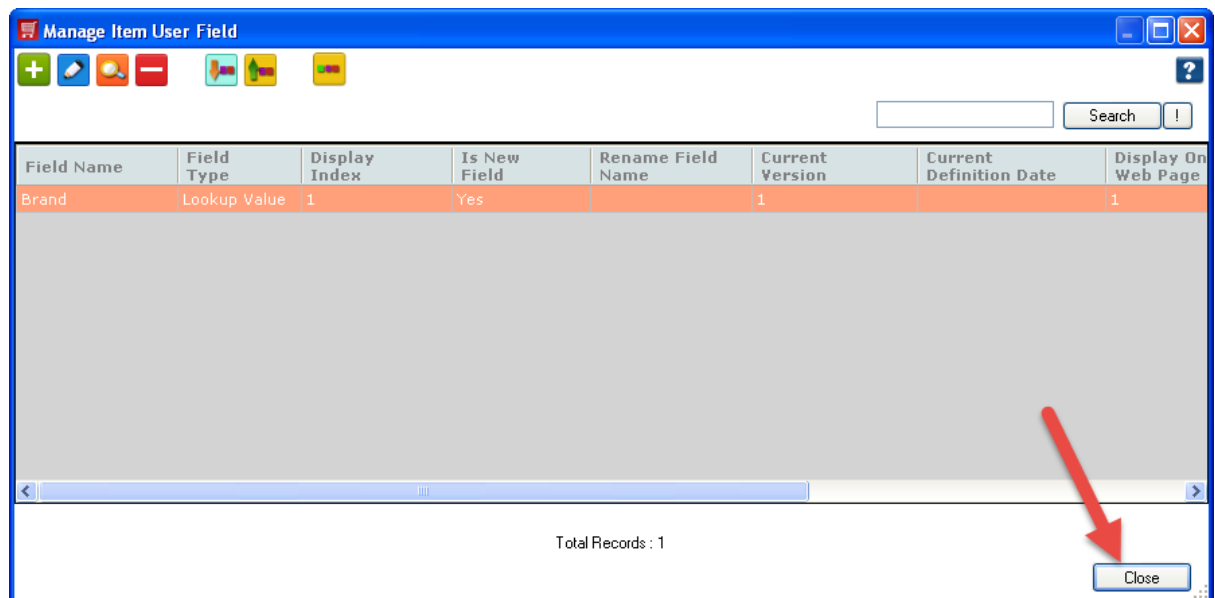 Manage Item User Field
?
Search !
Field Name Field Type Display Index Is New Field Rename Field Name Current Version Current Definition Date Display On Web Page
Brand Lookup Value 1 Yes 1 1
Total Records : 1
Close